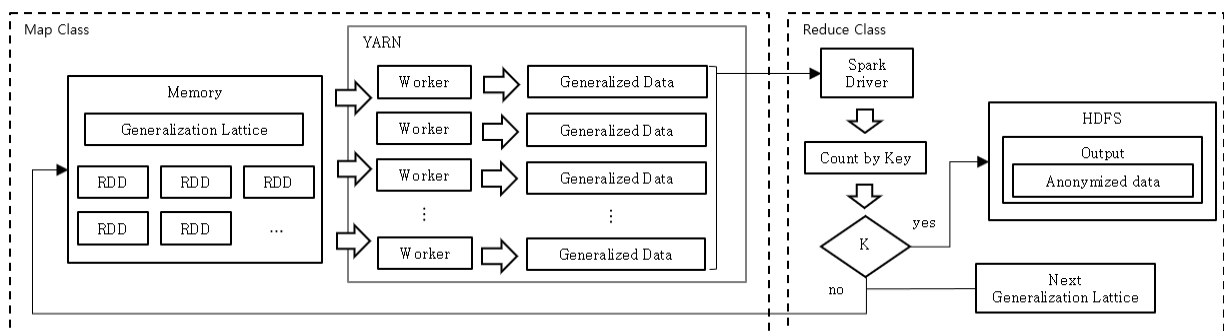 Map Class
Memory
Generalization Lattice
RDD RDD RDD
RDD RDD ...
YARN
Worker Generalized Data
Worker Generalized Data
Worker Generalized Data
⋮ ⋮
Worker Generalized Data
Reduce Class
Spark
Driver
Count by Key
K
yes
no
HDFS
Output
Anonymized data
Next
Generalization Lattice